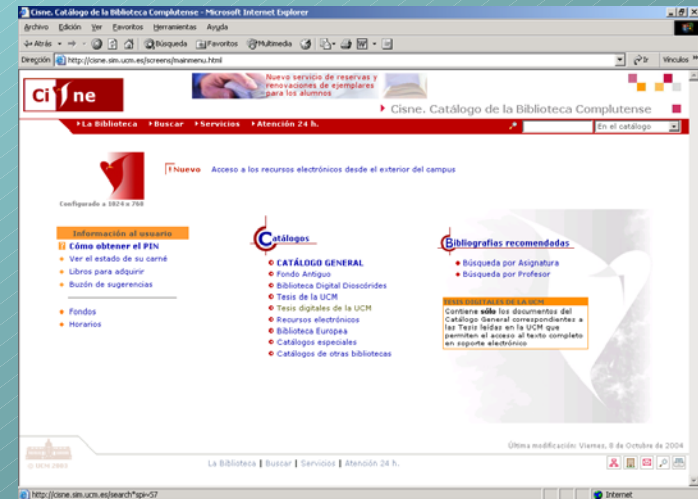 Cisne. Catálogo de la Biblioteca Complutense - Microsoft Internet Explorer
Archivo Edición Ver Favoritos Herramientas Ayuda
Atrás Búsqueda Favoritos Multimedia
Dirección http://cisne.sim.ucm.es/screens/mainmenu.html Ir Vínculos »
Nuevo servicio de reservas y
renovaciones de ejemplares
para los alumnos
Cisne
Cisne. Catálogo de la Biblioteca Complutense
La Biblioteca Buscar Servicios Atención 24 h. En el catálogo
!Nuevo Acceso a los recursos electrónicos desde el exterior del campus
Configurado a 1024 x 768
Información al usuario
Cómo obtener el PIN
Ver el estado de su carné
Libros para adquirir
Buzón de sugerencias
Fondos
Horarios
Catálogos
CATÁLOGO GENERAL
Fondo Antiguo
Biblioteca Digital Dioscórides
Tesis de la UCM
Tesis digitales de la UCM
Recursos electrónicos
Biblioteca Europea
Catálogos especiales
Catálogos de otras bibliotecas
Bibliografías recomendadas
Búsqueda por Asignatura
Búsqueda por Profesor
TESIS DIGITALES DE LA UCM
Contiene sólo los documentos del
Catálogo General correspondientes a
las Tesis leídas en la UCM que
permiten el acceso al texto completo
en soporte electrónico
Última modificación: Viernes, 8 de Octubre de 2004
© UCM 2003
La Biblioteca | Buscar | Servicios | Atención 24 h.
http://cisne.sim.ucm.es/search*spi~S7 Internet